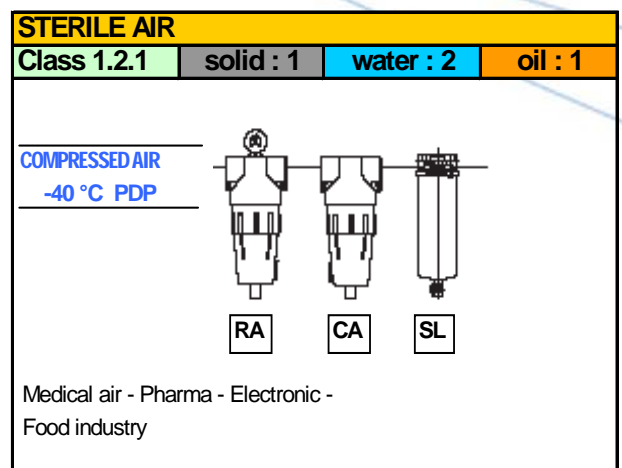 STERILE AIR
Class 1.2.1 solid : 1 water : 2 oil : 1
COMPRESSED AIR
-40 °C PDP
RA CA SL
Medical air - Pharma - Electronic -
Food industry